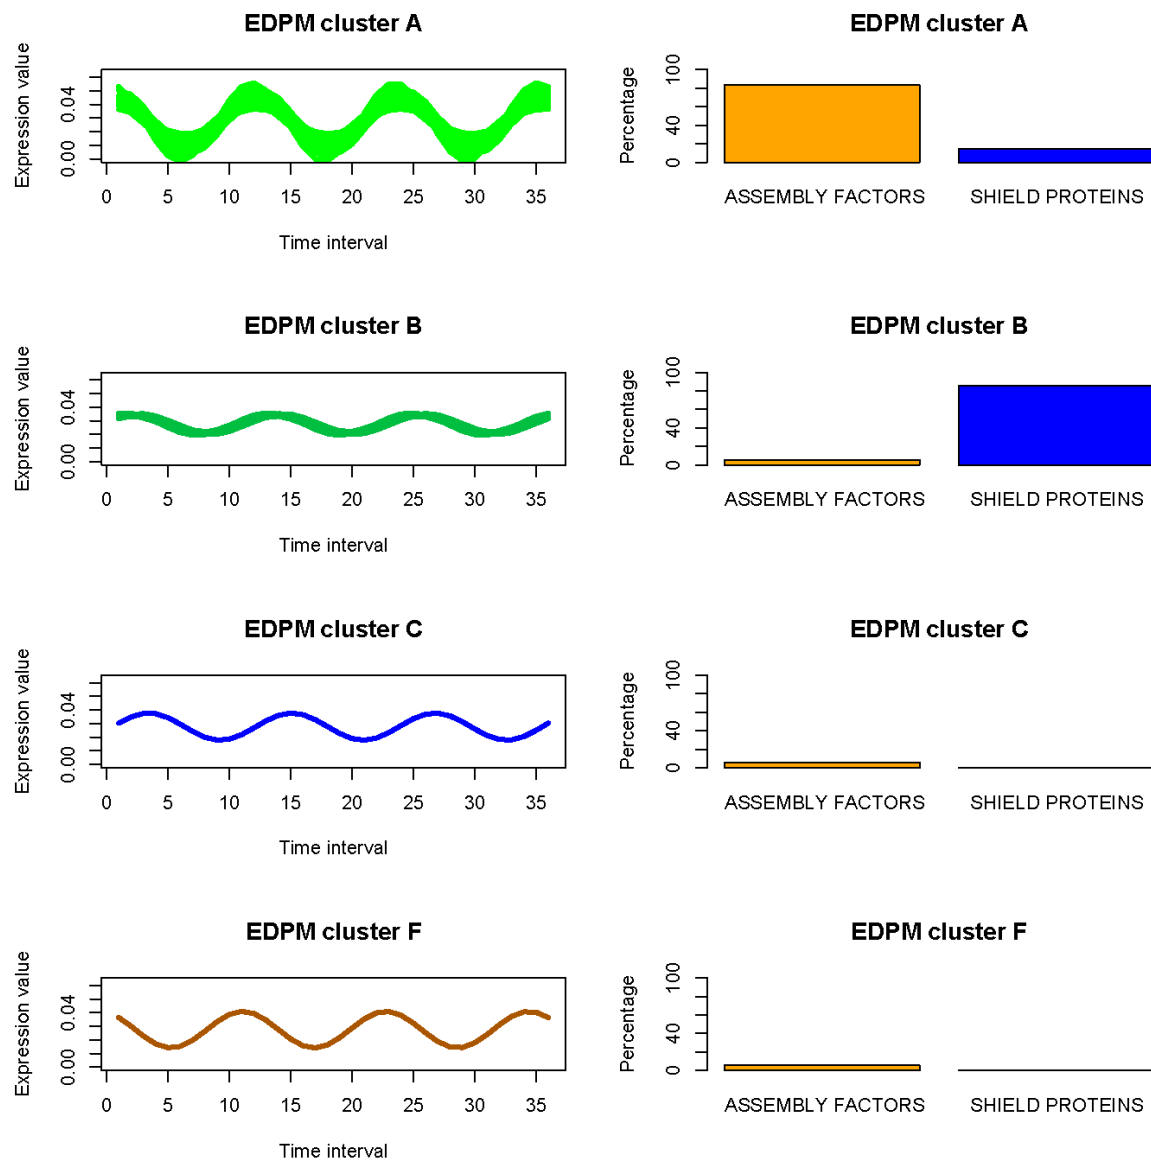 EDPM cluster A
Expression value
0.04
0.00
0 5 10 15 20 25 30 35
Time interval
EDPM cluster A
Percentage
100
40
0
ASSEMBLY FACTORS SHIELD PROTEINS
EDPM cluster B
Expression value
0.04
0.00
0 5 10 15 20 25 30 35
Time interval
EDPM cluster B
Percentage
100
40
0
ASSEMBLY FACTORS SHIELD PROTEINS
EDPM cluster C
Expression value
0.04
0.00
0 5 10 15 20 25 30 35
Time interval
EDPM cluster C
Percentage
100
40
0
ASSEMBLY FACTORS SHIELD PROTEINS
EDPM cluster F
Expression value
0.04
0.00
0 5 10 15 20 25 30 35
Time interval
EDPM cluster F
Percentage
100
40
0
ASSEMBLY FACTORS SHIELD PROTEINS